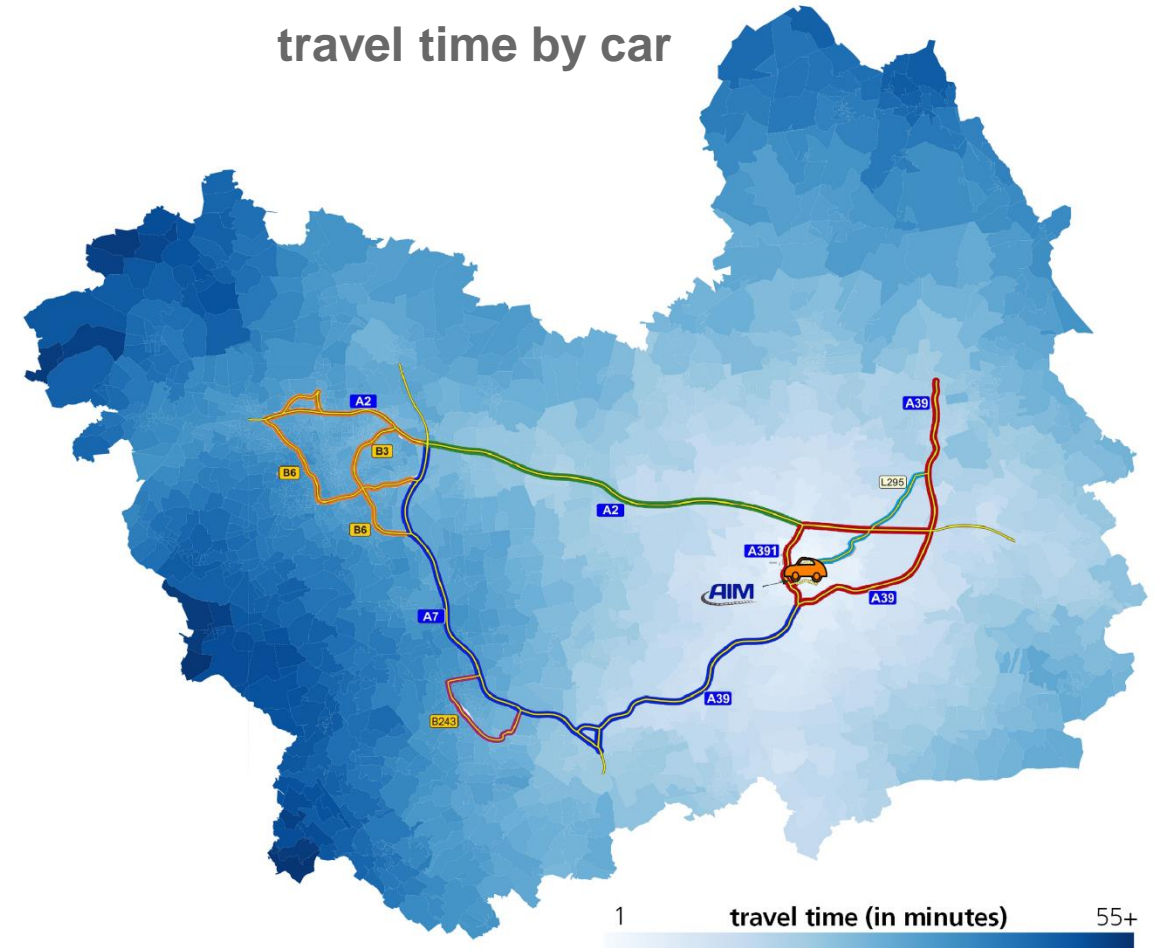 travel time by car
A2
A39
B3
B6
L295
A2
B6
A391
AIM
A39
A7
A39
B243
1 travel time (in minutes) 55+